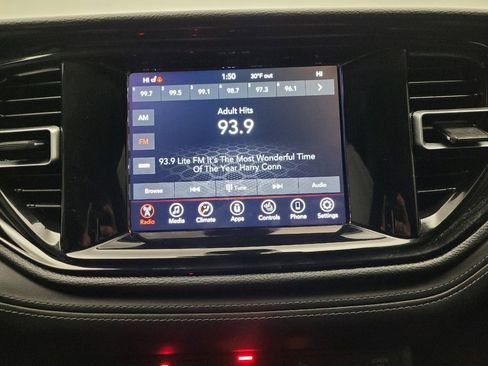 HI 1:50 30°F out HI
99.7 99.5 99.1 98.7 97.3 96.1
Adult Hits
AM
93.9
FM
93.9 Lite FM It's The Most Wonderful Time
Of The Year Harry Conn
Browse Tune Audio
Radio Media Climate Apps Controls Phone Settings